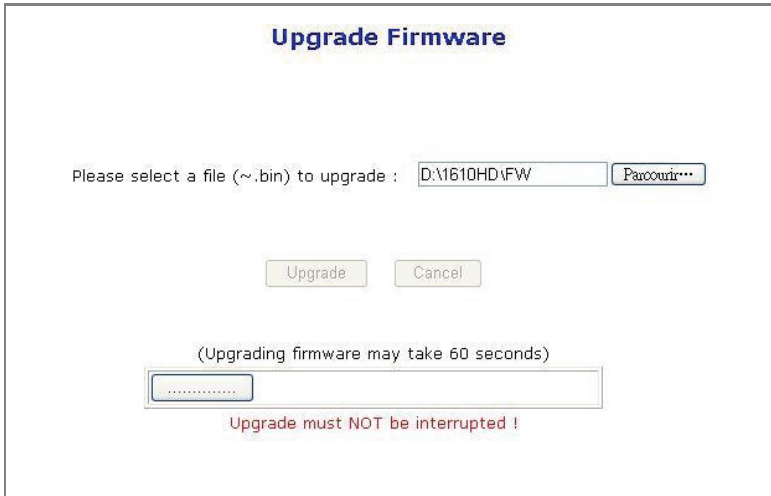 Upgrade Firmware
Please select a file (~.bin) to upgrade : D:\1610HD\FW Parcourir...
Upgrade Cancel
(Upgrading firmware may take 60 seconds)
..............
Upgrade must NOT be interrupted !